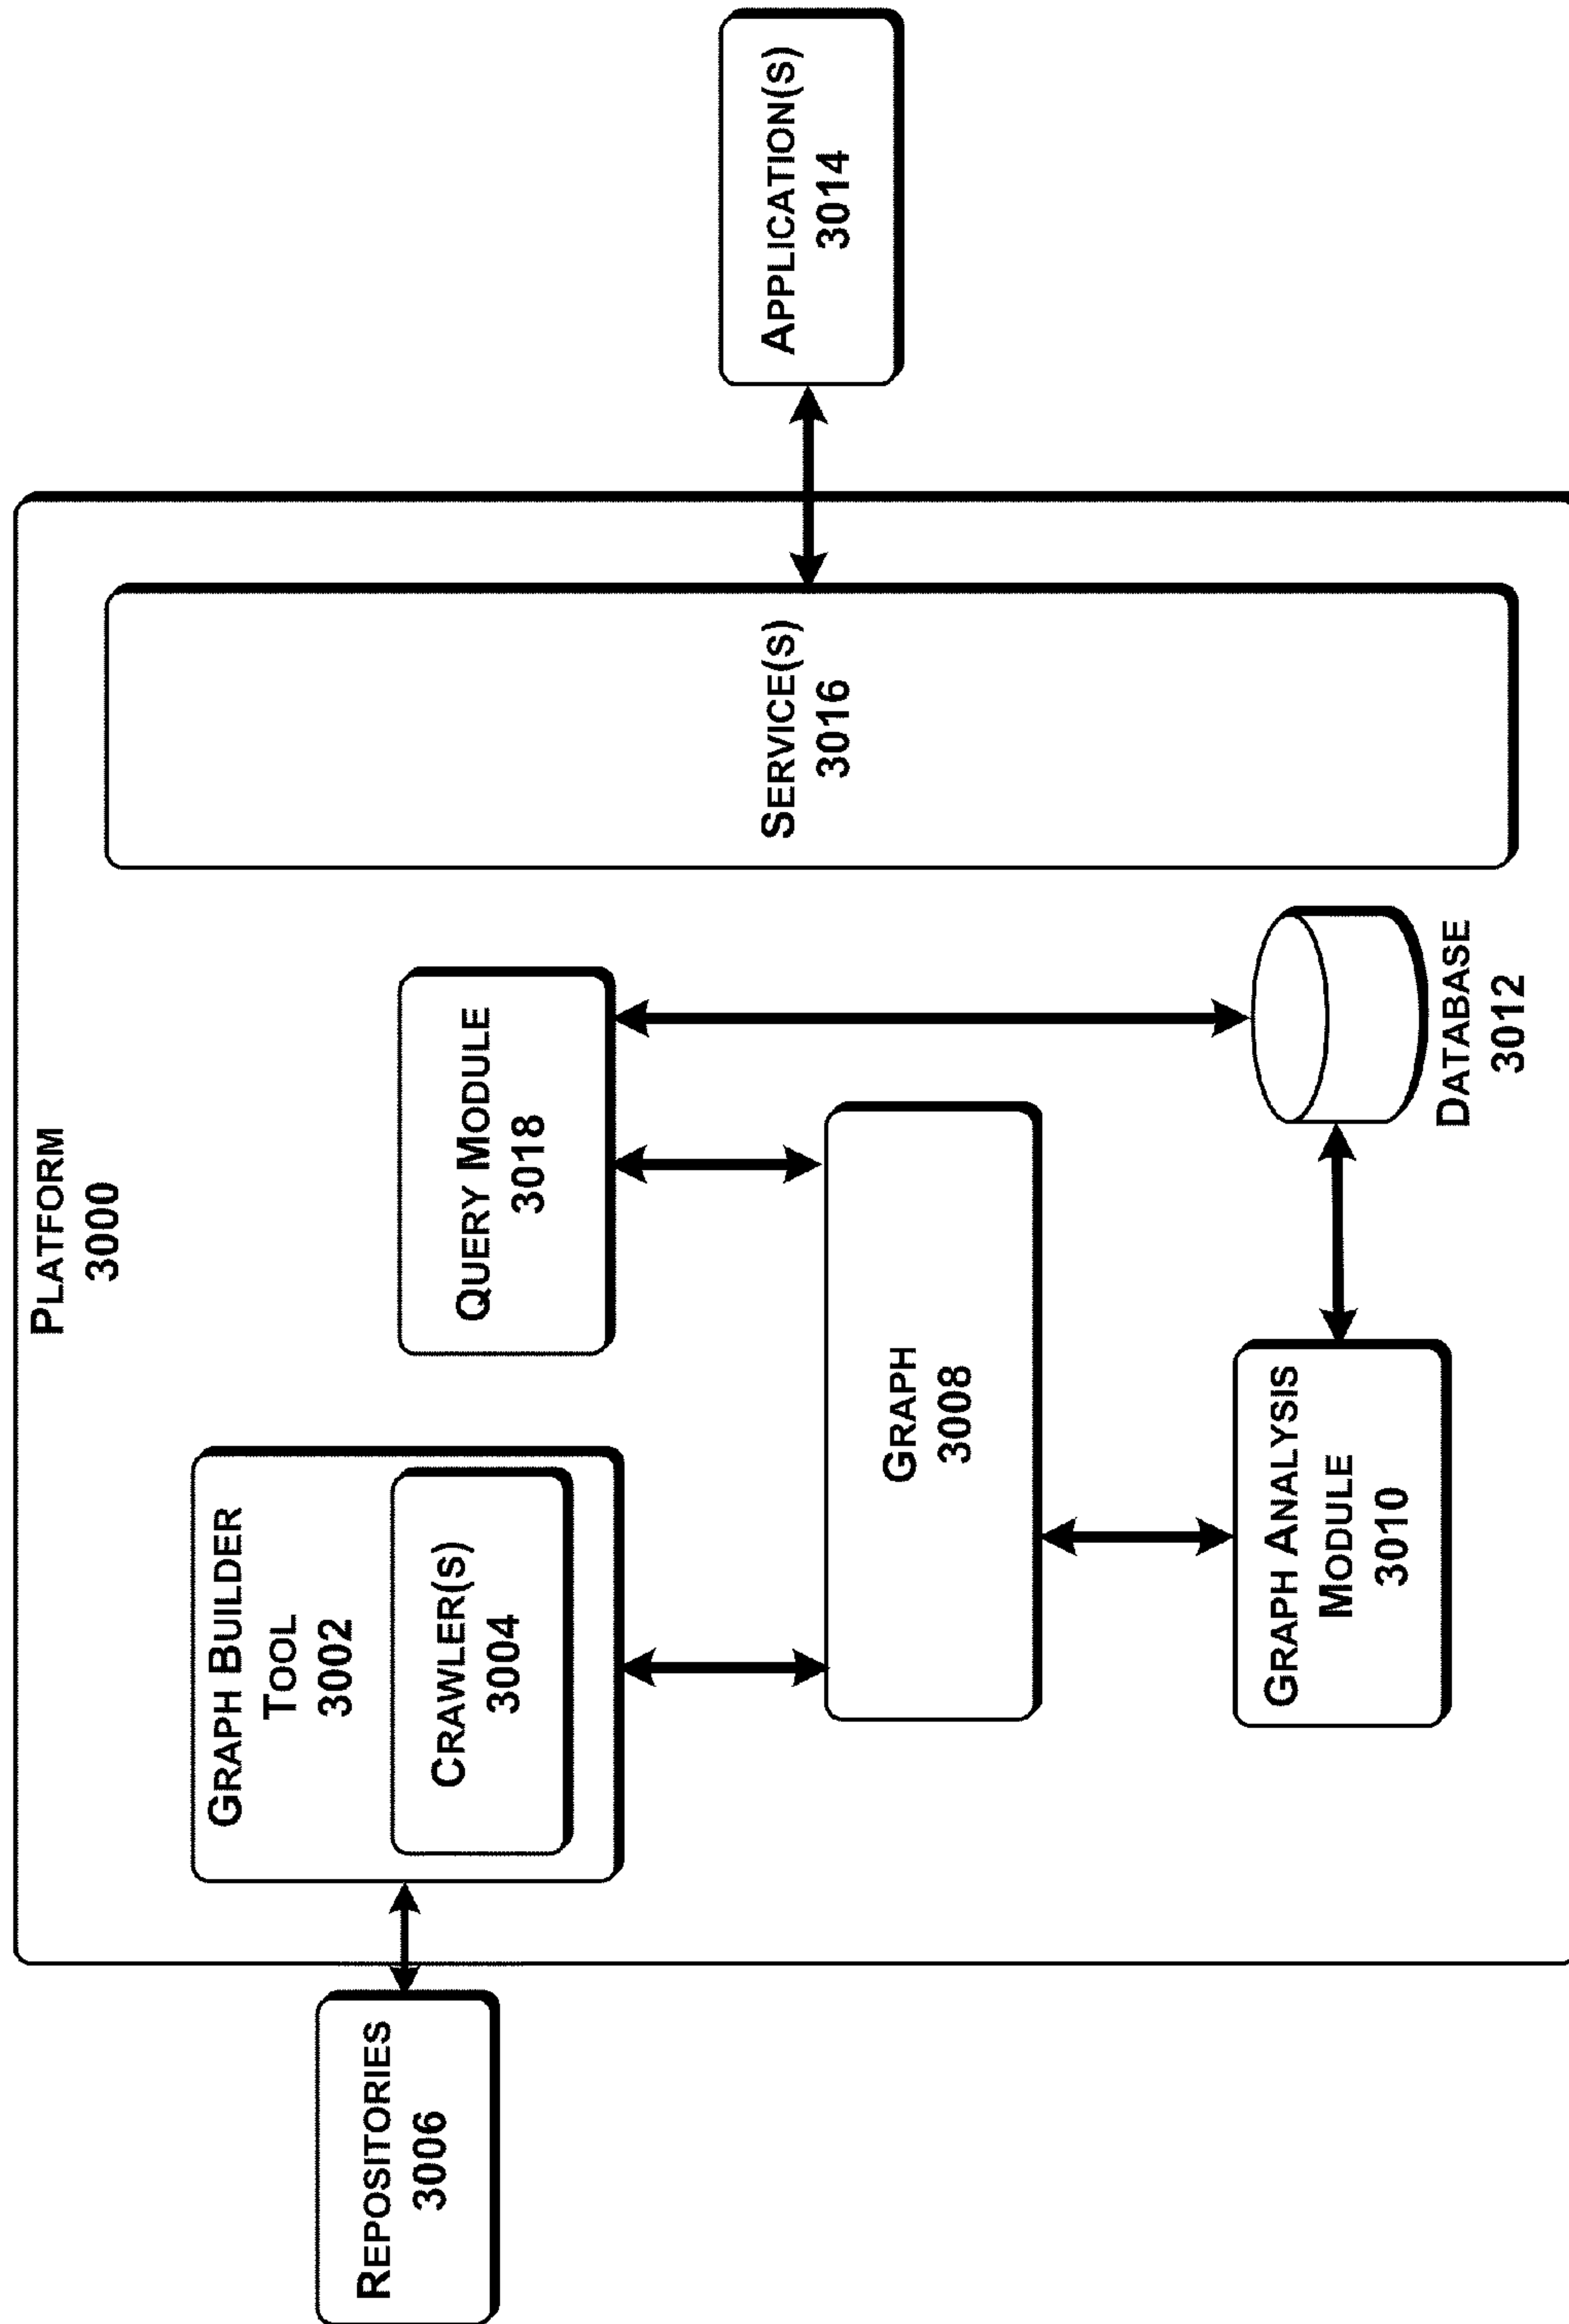 PLATFORM
3000
GRAPH BUILDER
TOOL
3002
CRAWLER(S)
3004
QUERY MODULE
3018
REPOSITORIES
3006
SERVICE(S)
3016
APPLICATION(S)
3014
GRAPH
3008
GRAPH ANALYSIS
MODULE
3010
DATABASE
3012